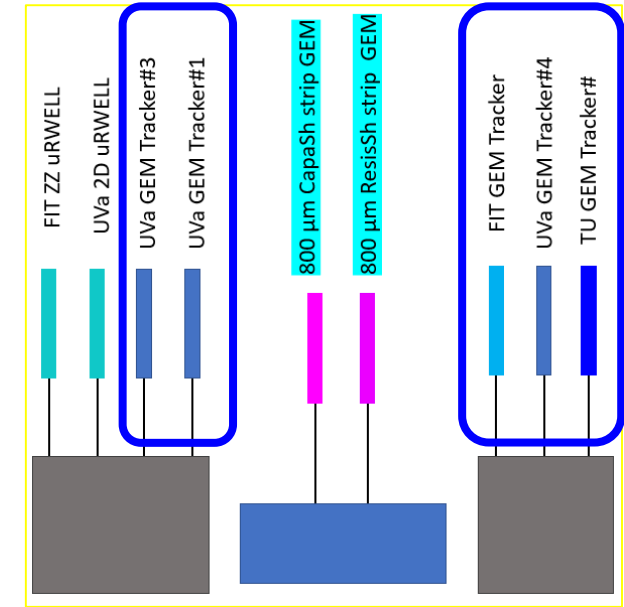 FIT ZZ uRWELL
UVa 2D uRWELL
UVa GEM Tracker#3
UVa GEM Tracker#1
800 µm CapaSh strip GEM
800 µm ResisSh strip GEM
FIT GEM Tracker
UVa GEM Tracker#4
TU GEM Tracker#